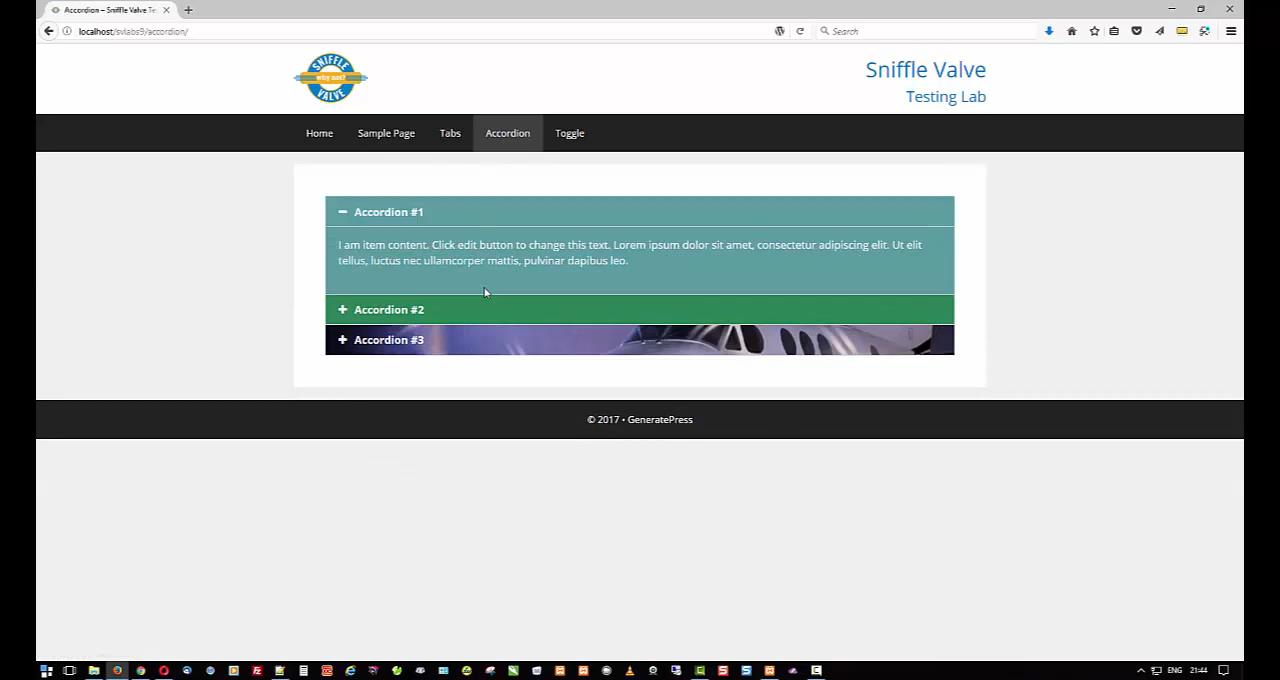 Accordion – Sniffle Valve Te
localhost/svlabs9/accordion/
Search
SNIFFLE
why not?
VALVE
Sniffle Valve
Testing Lab
Home
Sample Page
Tabs
Accordion
Toggle
Accordion #1
I am item content. Click edit button to change this text. Lorem ipsum dolor sit amet, consectetur adipiscing elit. Ut elit
tellus, luctus nec ullamcorper mattis, pulvinar dapibus leo.
Accordion #2
Accordion #3
© 2017 • GeneratePress
ENG
21:44